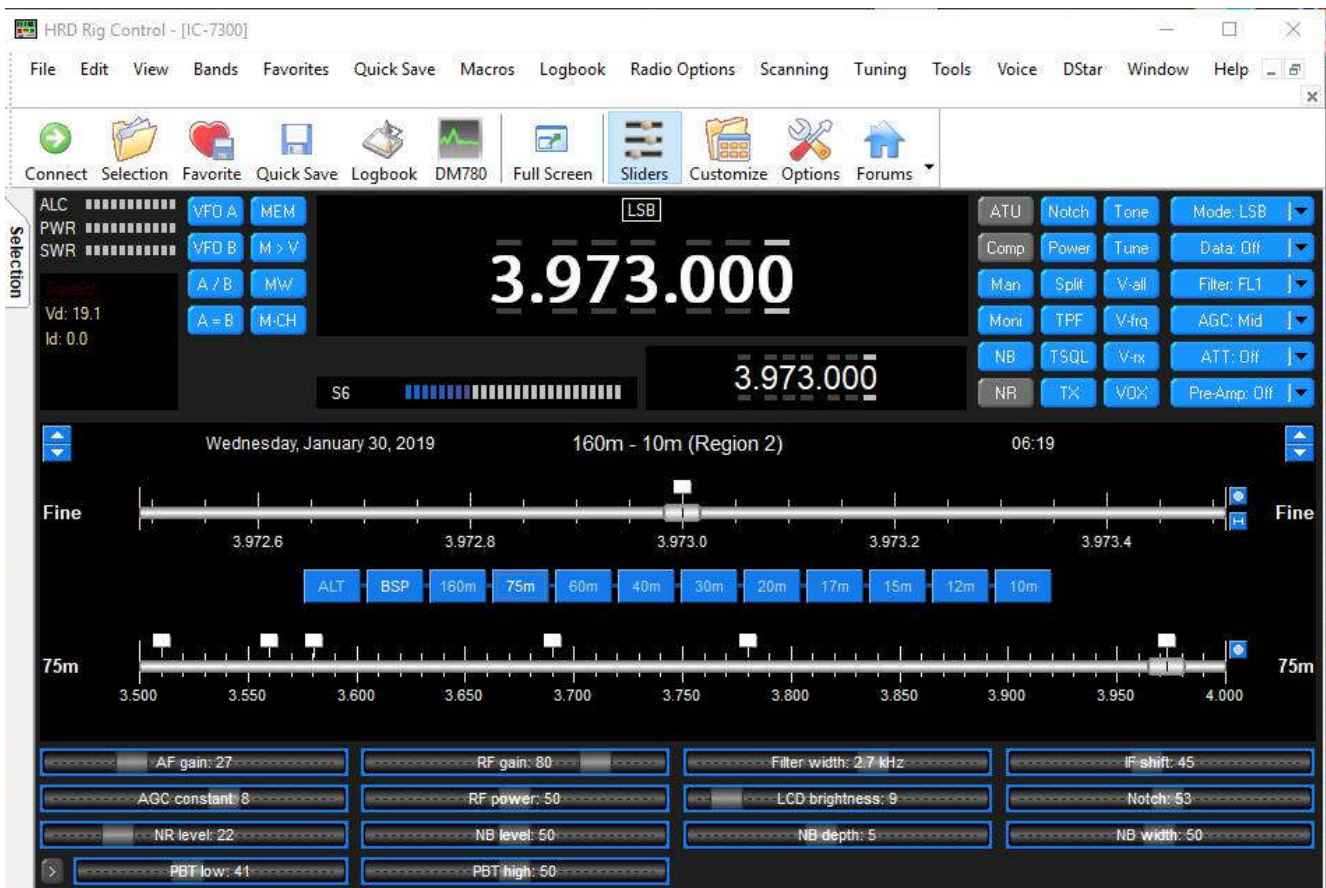 HRD Rig Control - [IC-7300]
File Edit View Bands Favorites Quick Save Macros Logbook Radio Options Scanning Tuning Tools Voice DStar Window Help
Connect Selection Favorite Quick Save Logbook DM780 Full Screen Sliders Customize Options Forums
Selection
ALC VFO A MEM LSB ATU Notch Tone Mode: LSB
PWR
SWR VFO B M > V Comp Power Tune Data: Off
3.973.000
A / B MW Man Split V-all Filter: FL1
Vd: 19.1 A = B M-CH Moni TPF V-frq AGC: Mid
Id: 0.0
NB TSQL V-rx ATT: Off
S6 3.973.000 NR TX VOX Pre-Amp: Off
Wednesday, January 30, 2019 160m - 10m (Region 2) 06:19
Fine Fine
3.972.6 3.972.8 3.973.0 3.973.2 3.973.4
ALT BSP 160m 75m 60m 40m 30m 20m 17m 15m 12m 10m
75m 75m
3.500 3.550 3.600 3.650 3.700 3.750 3.800 3.850 3.900 3.950 4.000
AF gain: 27 RF gain: 80 Filter width: 2.7 kHz IF shift: 45
AGC constant: 8 RF power: 50 LCD brightness: 9 Notch: 53
NR level: 22 NB level: 50 NB depth: 5 NB width: 50
> PBT low: 41 PBT high: 50